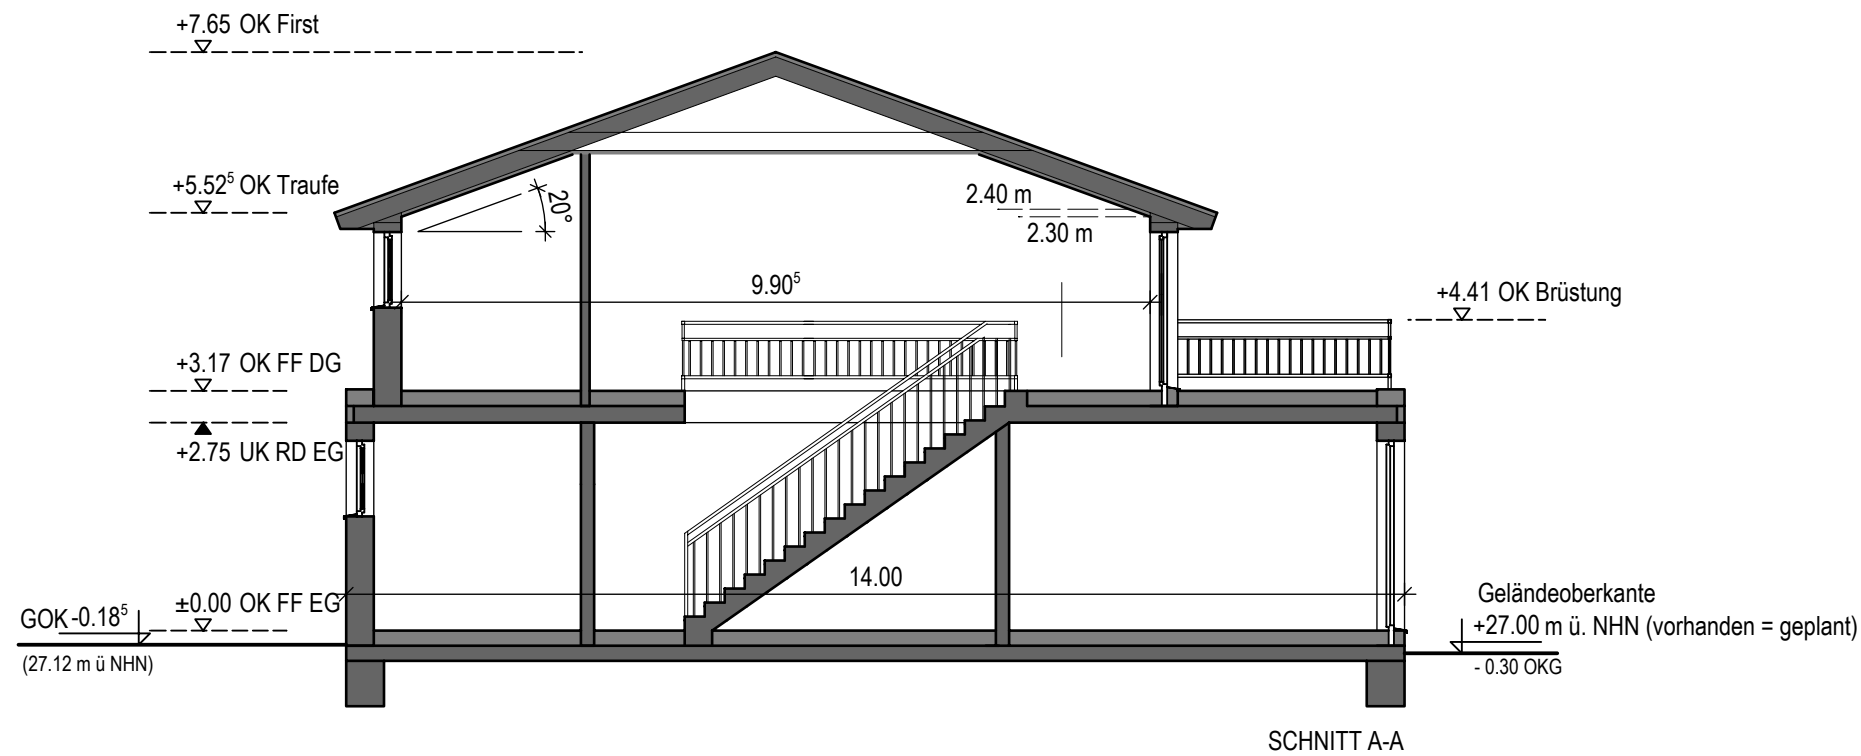 +7.65 OK First
+5.52⁵ OK Traufe
20°
2.40 m
2.30 m
9.90⁵
+4.41 OK Brüstung
+3.17 OK FF DG
+2.75 UK RD EG
14.00
±0.00 OK FF EG
GOK -0.18⁵
(27.12 m ü NHN)
Geländeoberkante
+27.00 m ü. NHN (vorhanden = geplant)
- 0.30 OKG
SCHNITT A-A